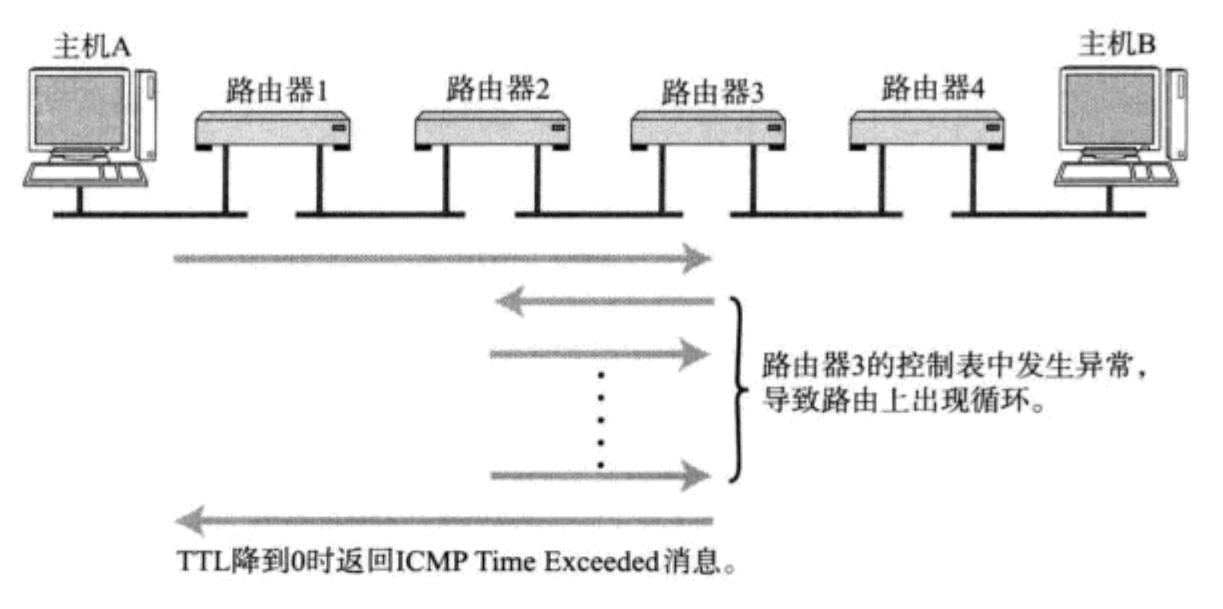 主机A
主机B
路由器1
路由器2
路由器3
路由器4
路由器3的控制表中发生异常，
导致路由上出现循环。
TTL降到0时返回ICMP Time Exceeded消息。